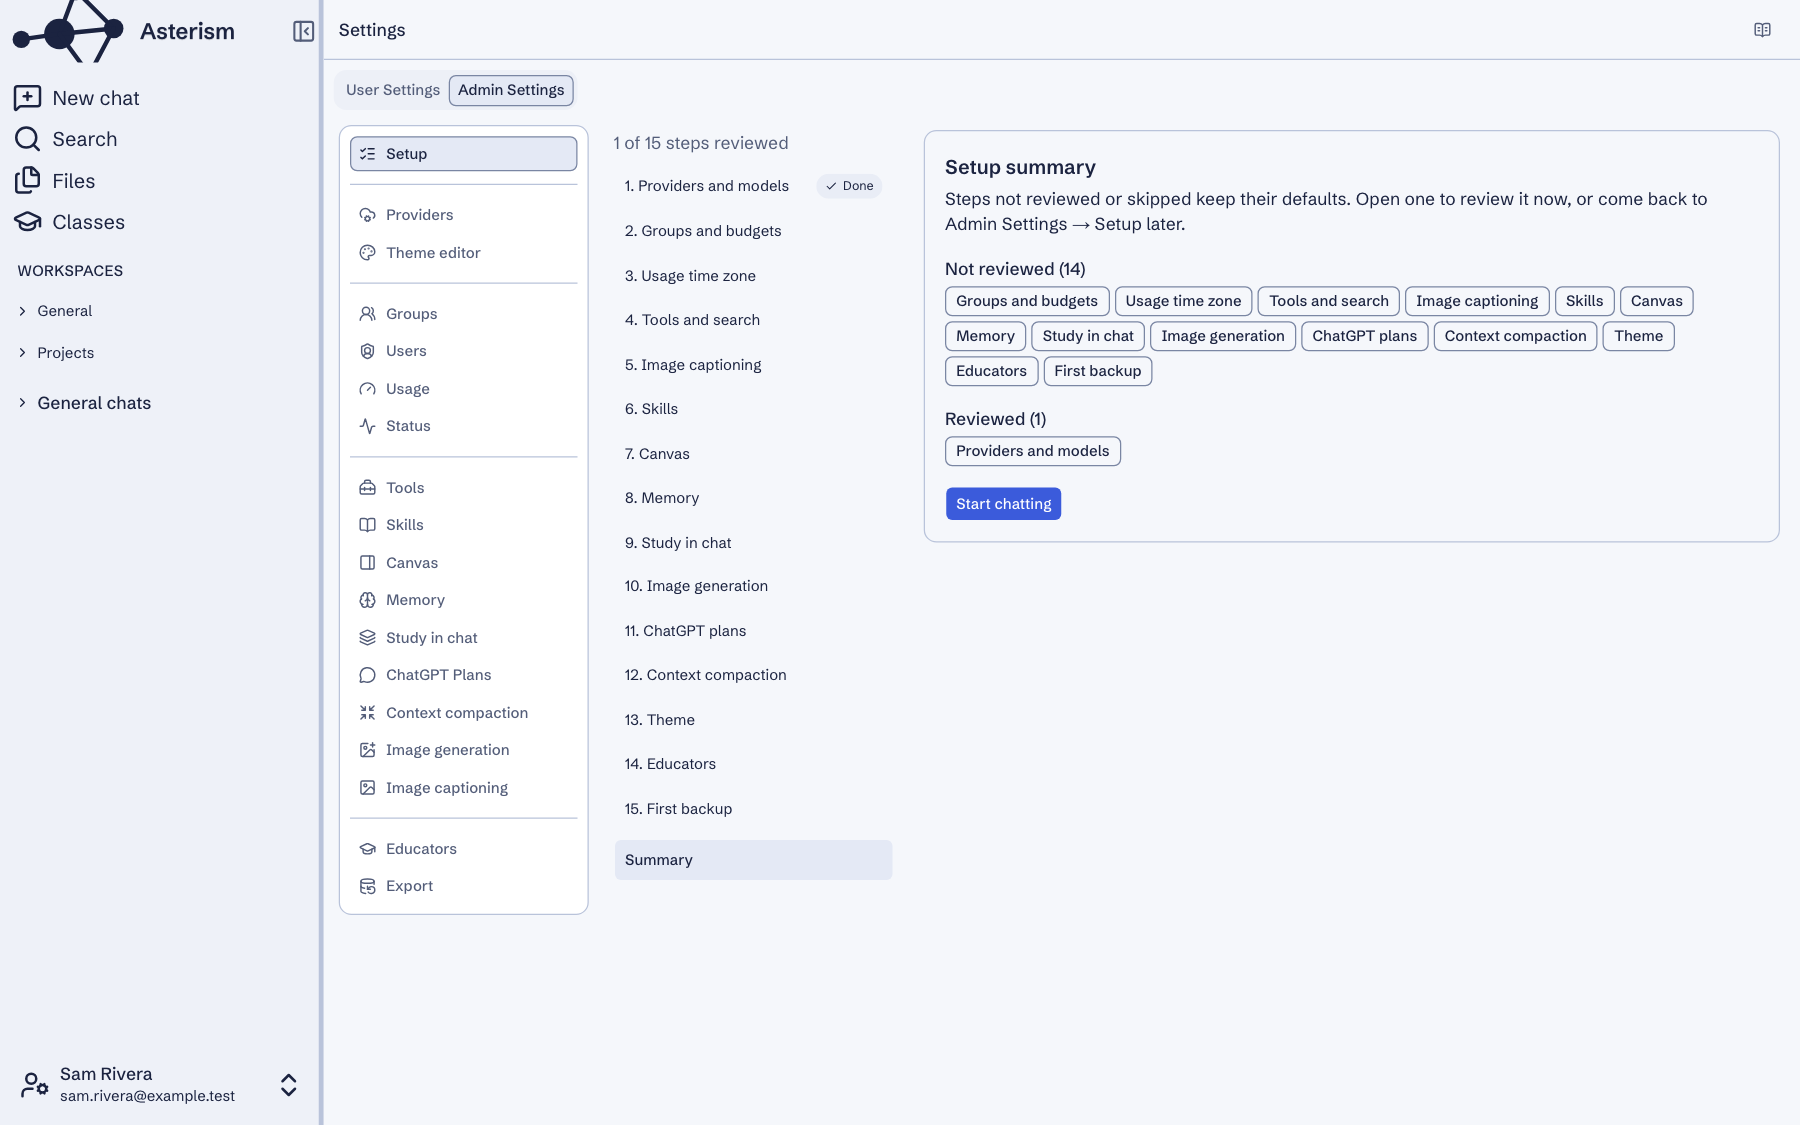 Asterism
New chat
Search
Files
Classes
WORKSPACES
General
Projects
General chats
Sam Rivera
sam.rivera@example.test
Settings
User Settings
Admin Settings
Setup
Providers
Theme editor
Groups
Users
Usage
Status
Tools
Skills
Canvas
Memory
Study in chat
ChatGPT Plans
Context compaction
Image generation
Image captioning
Educators
Export
1 of 15 steps reviewed
1. Providers and models Done
2. Groups and budgets
3. Usage time zone
4. Tools and search
5. Image captioning
6. Skills
7. Canvas
8. Memory
9. Study in chat
10. Image generation
11. ChatGPT plans
12. Context compaction
13. Theme
14. Educators
15. First backup
Summary
Setup summary
Steps not reviewed or skipped keep their defaults. Open one to review it now, or come back to
Admin Settings → Setup later.
Not reviewed (14)
Groups and budgets Usage time zone Tools and search Image captioning Skills Canvas
Memory Study in chat Image generation ChatGPT plans Context compaction Theme
Educators First backup
Reviewed (1)
Providers and models
Start chatting